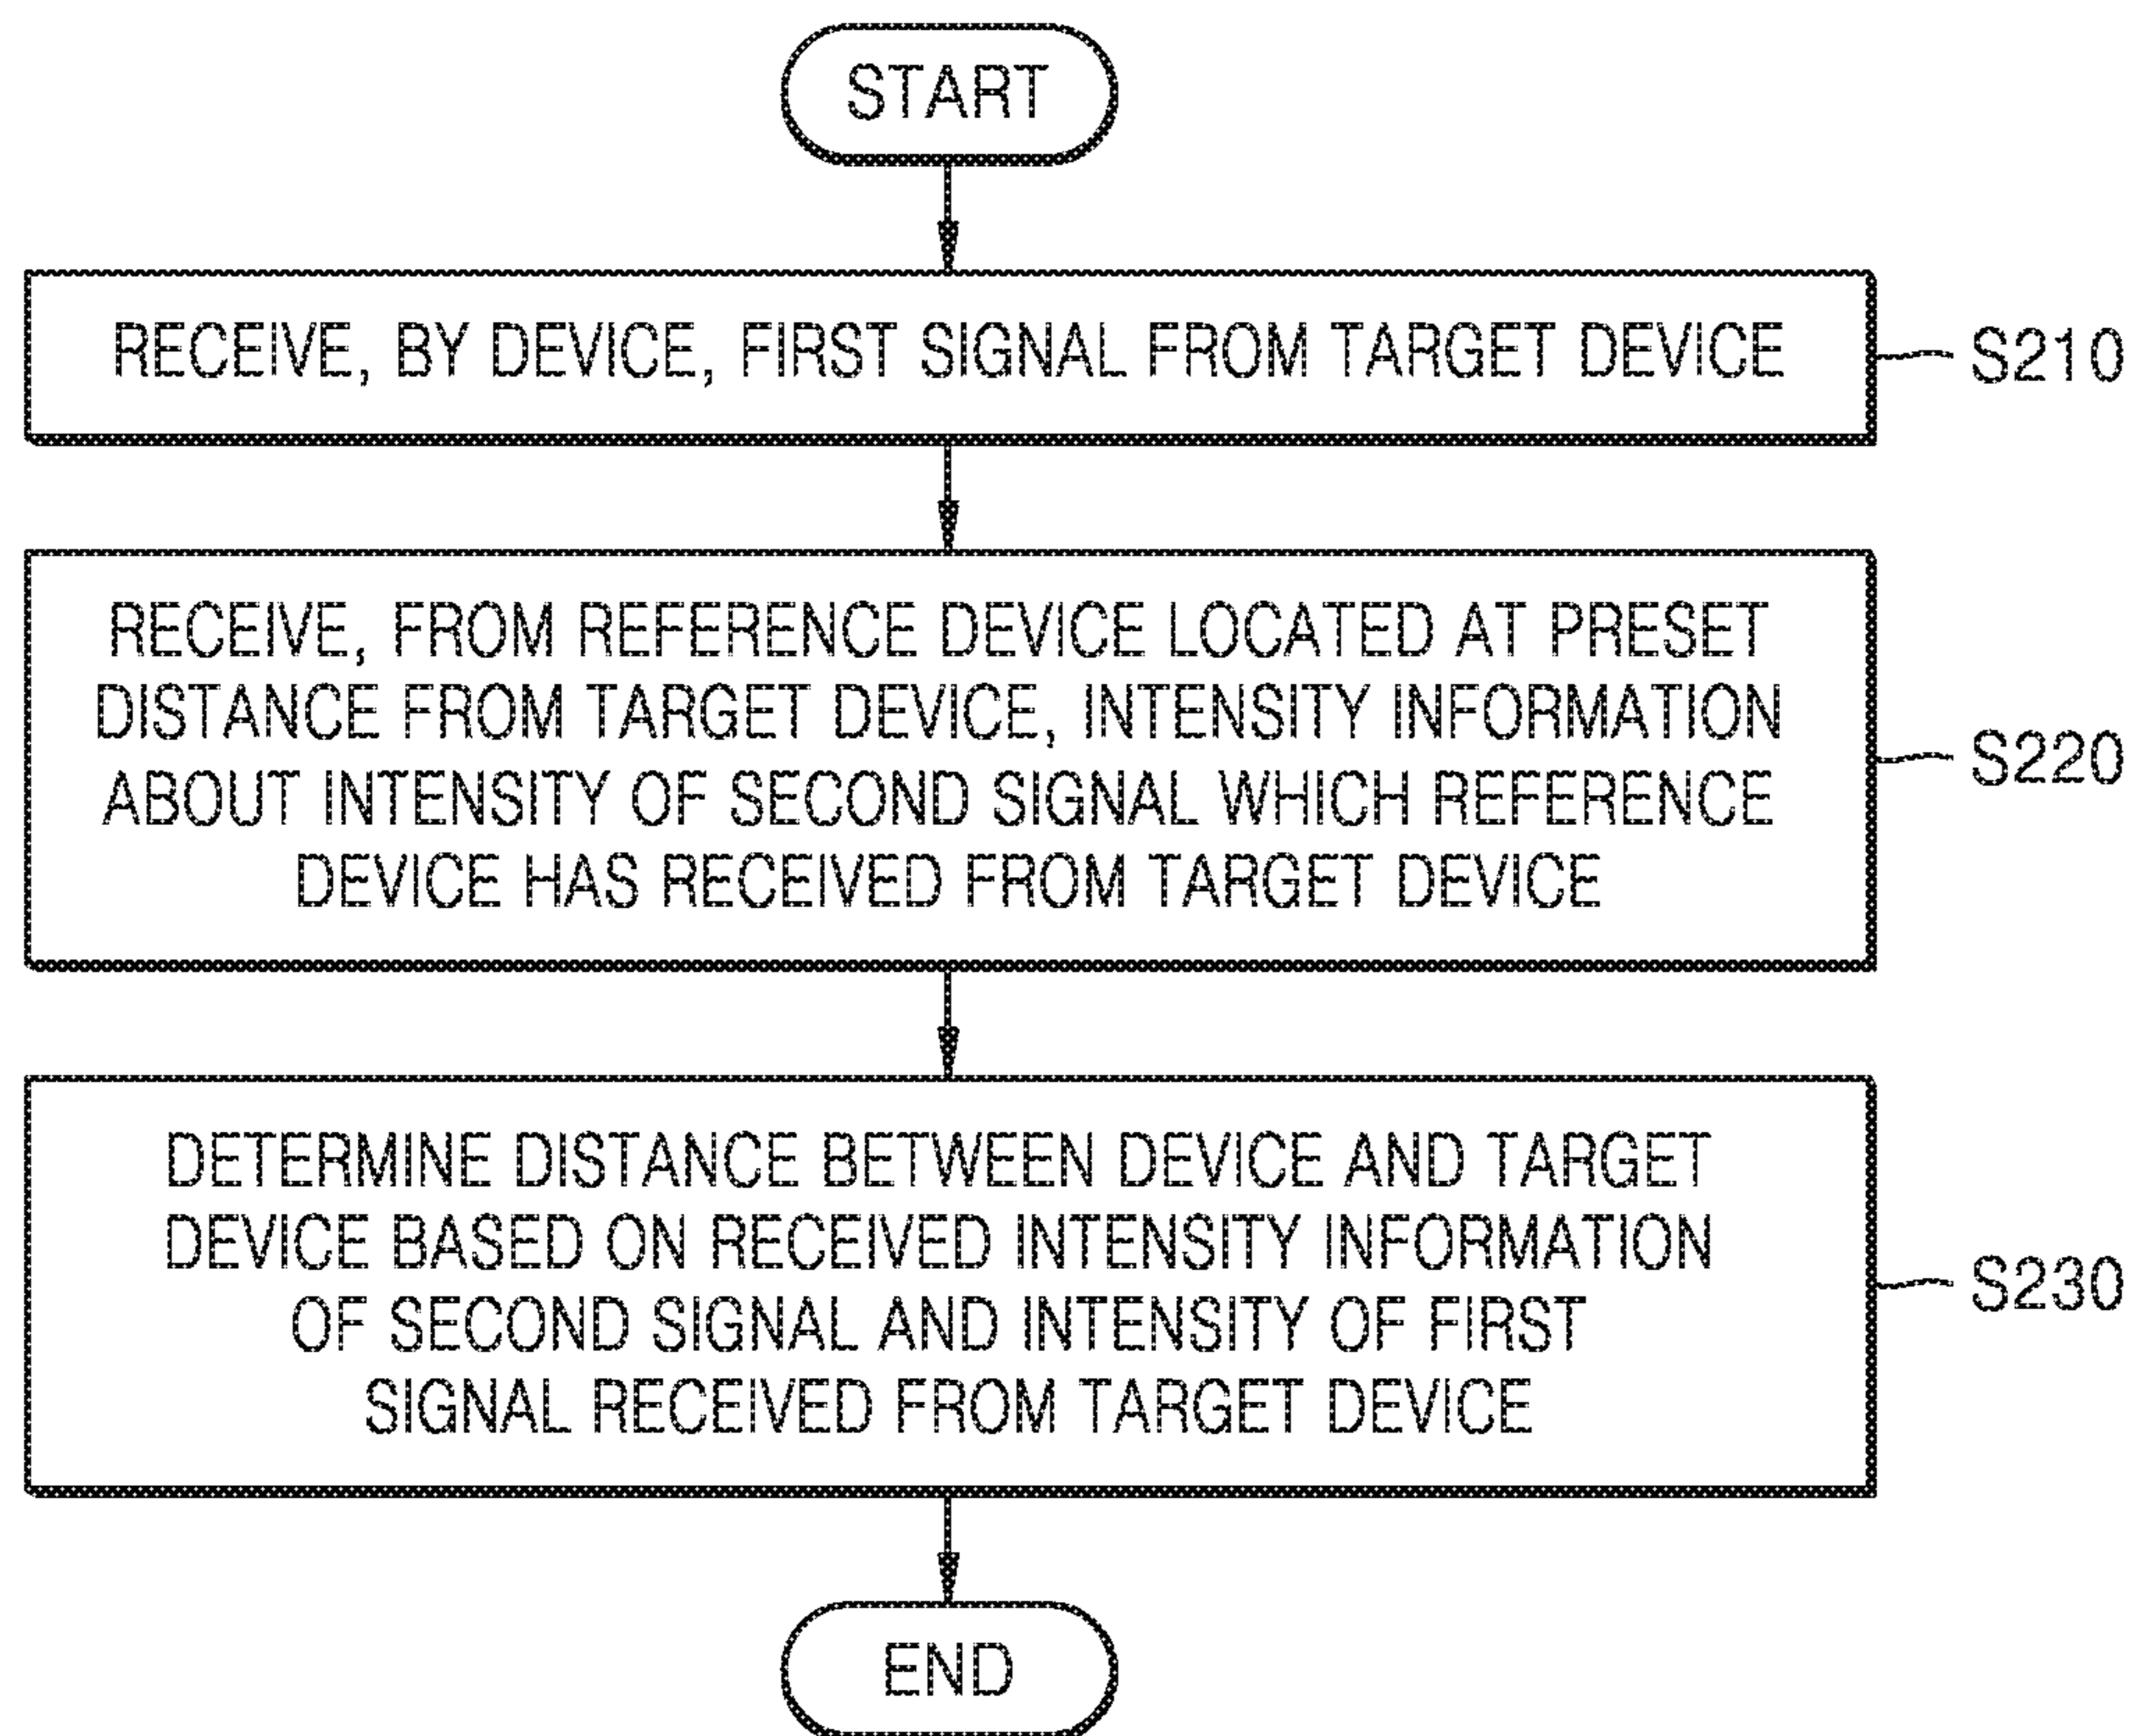 START
RECEIVE, BY DEVICE, FIRST SIGNAL FROM TARGET DEVICE
S210
RECEIVE, FROM REFERENCE DEVICE LOCATED AT PRESET
DISTANCE FROM TARGET DEVICE, INTENSITY INFORMATION
ABOUT INTENSITY OF SECOND SIGNAL WHICH REFERENCE
DEVICE HAS RECEIVED FROM TARGET DEVICE
S220
DETERMINE DISTANCE BETWEEN DEVICE AND TARGET
DEVICE BASED ON RECEIVED INTENSITY INFORMATION
OF SECOND SIGNAL AND INTENSITY OF FIRST
SIGNAL RECEIVED FROM TARGET DEVICE
S230
END